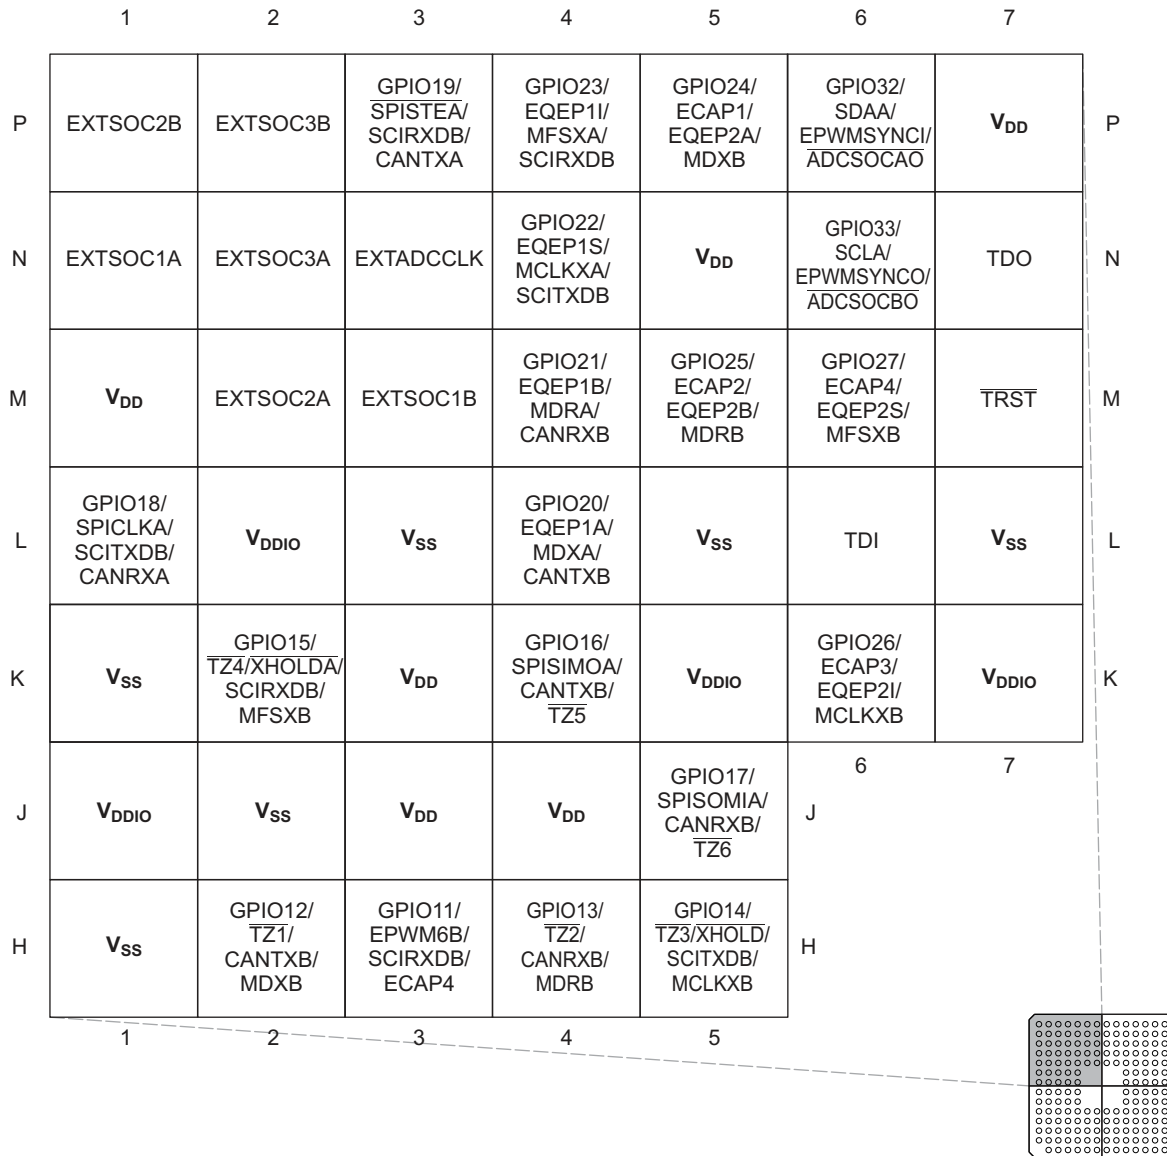 1 2 3 4 5 6 7
P EXTSOC2B EXTSOC3B GPIO19/ SPISTEA/ SCIRXDB/ CANTXA GPIO23/ EQEP1I/ MFSXA/ SCIRXDB GPIO24/ ECAP1/ EQEP2A/ MDXB GPIO32/ SDAA/ EPWMSYNCI/ ADCSOCAO VDD P
N EXTSOC1A EXTSOC3A EXTADCCLK GPIO22/ EQEP1S/ MCLKXA/ SCITXDB VDD GPIO33/ SCLA/ EPWMSYNCO/ ADCSOCBO TDO N
M VDD EXTSOC2A EXTSOC1B GPIO21/ EQEP1B/ MDRA/ CANRXB GPIO25/ ECAP2/ EQEP2B/ MDRB GPIO27/ ECAP4/ EQEP2S/ MFSXB TRST M
L GPIO18/ SPICLKA/ SCITXDB/ CANRXA VDDIO VSS GPIO20/ EQEP1A/ MDXA/ CANTXB VSS TDI VSS L
K VSS GPIO15/ TZ4/XHOLDA/ SCIRXDB/ MFSXB VDD GPIO16/ SPISIMOA/ CANTXB/ TZ5 VDDIO GPIO26/ ECAP3/ EQEP2I/ MCLKXB VDDIO K
6 7
J VDDIO VSS VDD VDD GPIO17/ SPISOMIA/ CANRXB/ TZ6 J
H VSS GPIO12/ TZ1/ CANTXB/ MDXB GPIO11/ EPWM6B/ SCIRXDB/ ECAP4 GPIO13/ TZ2/ CANRXB/ MDRB GPIO14/ TZ3/XHOLD/ SCITXDB/ MCLKXB H
1 2 3 4 5